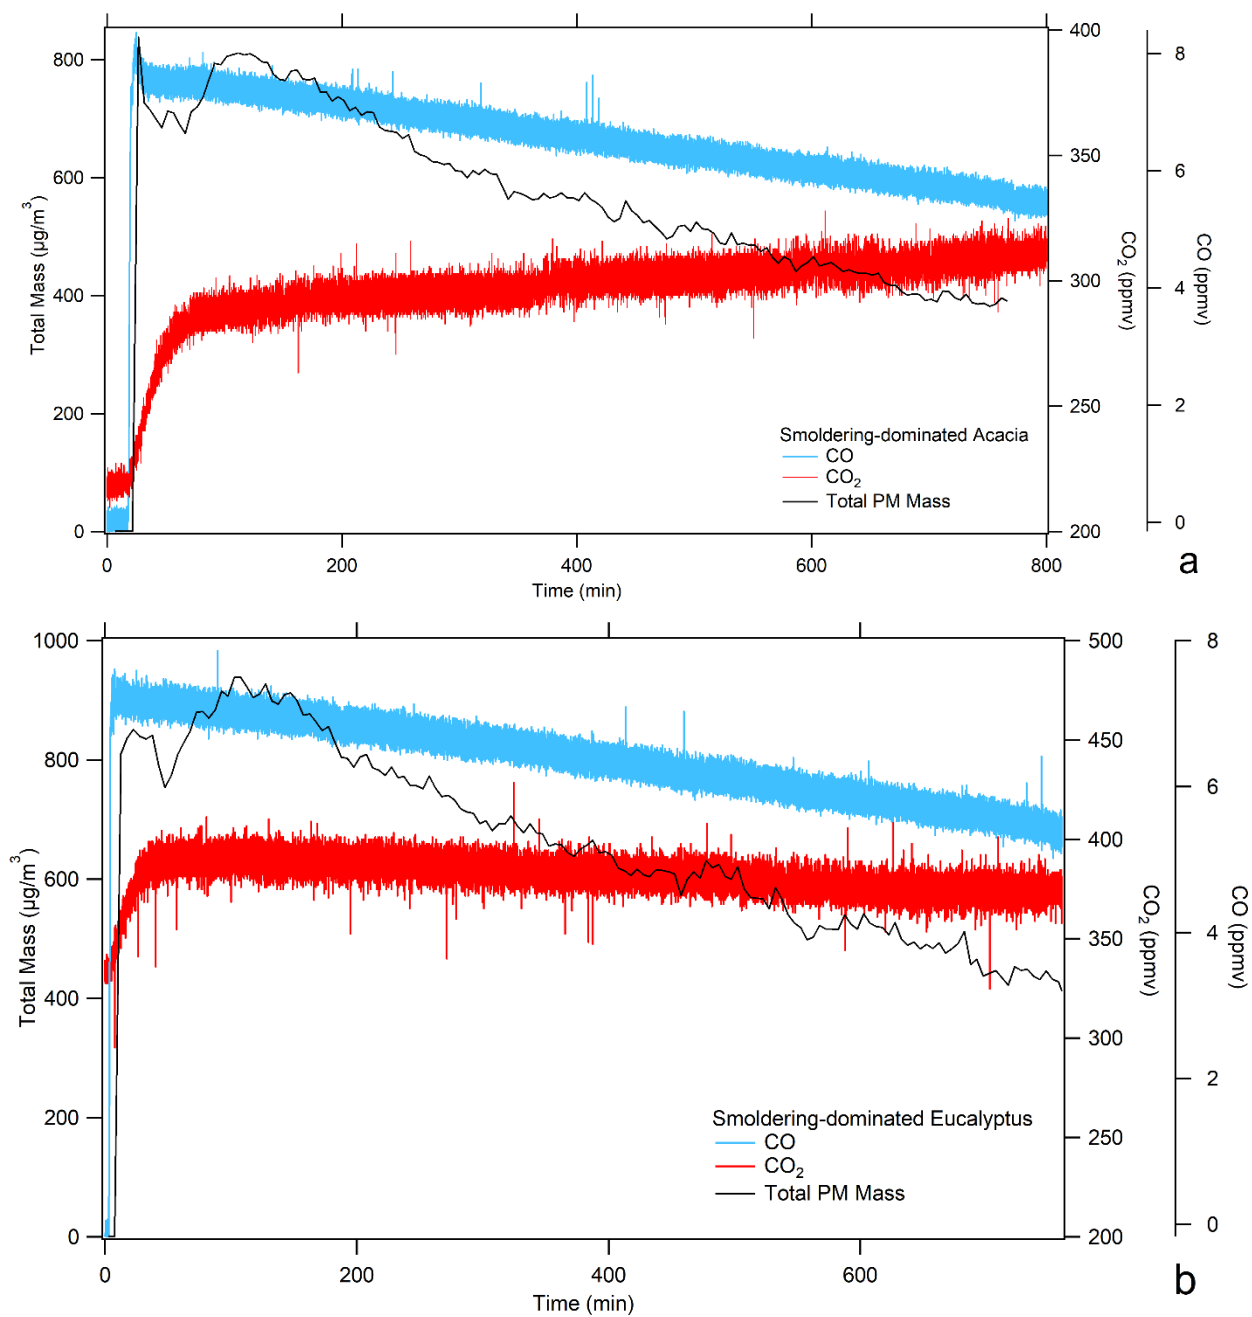 800
600
400
200
0
Total Mass (µg/m³)
0
200
400
600
800
Time (min)
400
350
300
250
200
CO₂ (ppmv)
8
6
4
2
0
CO (ppmv)
Smoldering-dominated Acacia
CO
CO₂
Total PM Mass
a
1000
800
600
400
200
0
Total Mass (µg/m³)
0
200
400
600
Time (min)
500
450
400
350
300
250
200
CO₂ (ppmv)
8
6
4
2
0
CO (ppmv)
Smoldering-dominated Eucalyptus
CO
CO₂
Total PM Mass
b